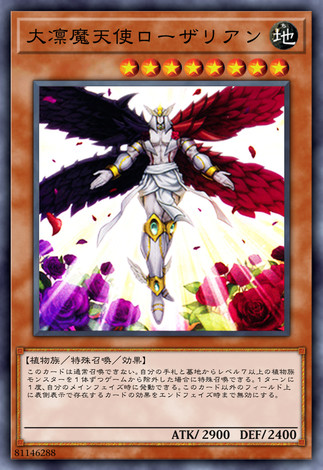 大凛魔天使ローザリアン
地
【植物族／特殊召喚／効果】
このカードは通常召喚できない。自分の手札と墓地からレベル７以上の植物族
モンスターを１体ずつゲームから除外した場合に特殊召喚できる。１ターンに
１度、自分のメインフェイズ時に発動できる。このカード以外のフィールド上
に表側表示で存在するカードの効果をエンドフェイズ時まで無効にする。
ATK/ 2900 DEF/2400
81146288